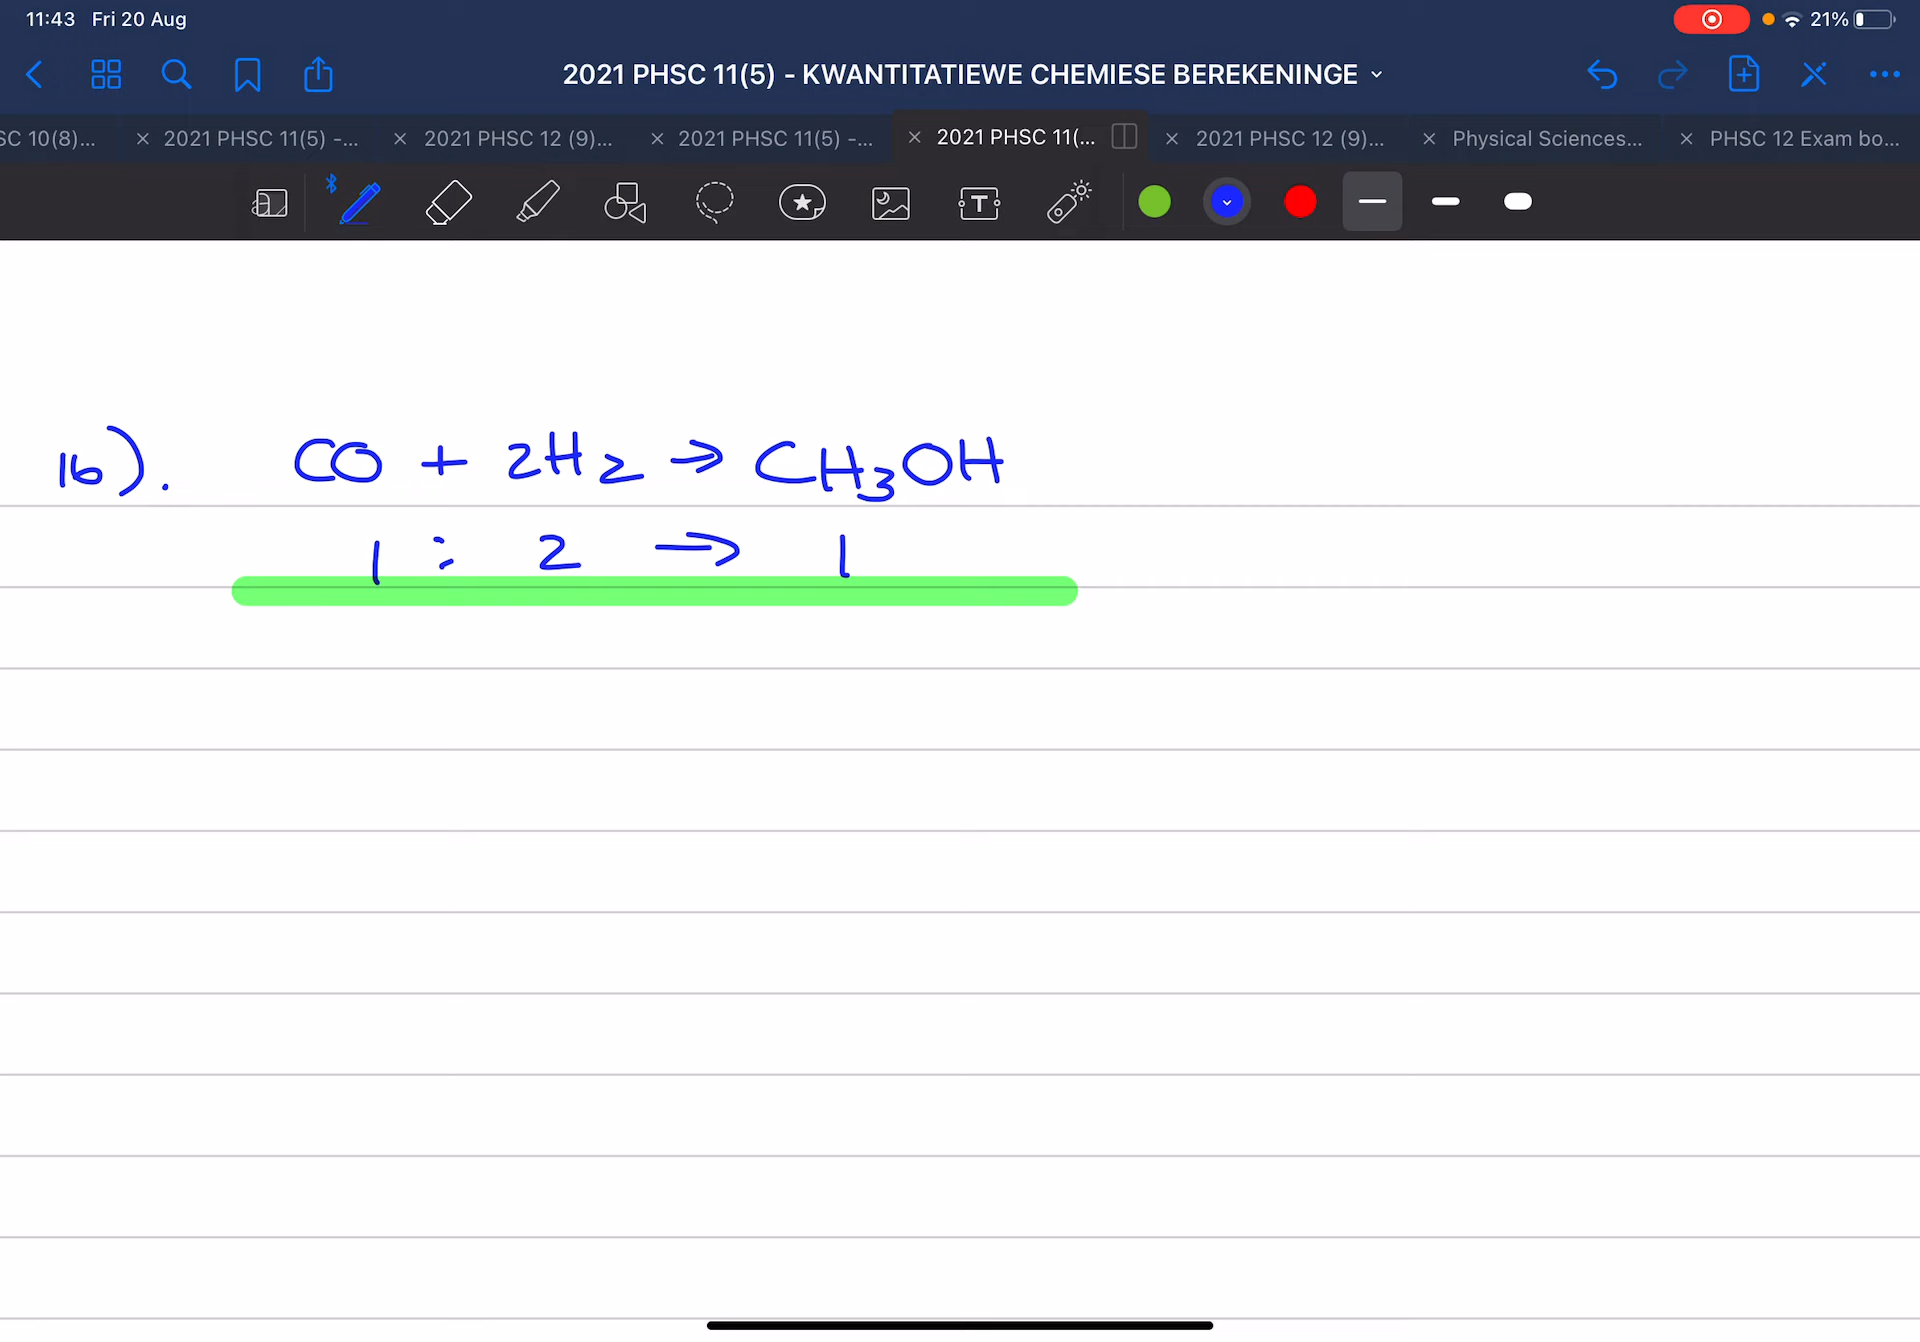 11:43 Fri 20 Aug 21%
2021 PHSC 11(5) - KWANTITATIEWE CHEMIESE BEREKENINGE
SC 10(8)... 2021 PHSC 11(5) -... 2021 PHSC 12 (9)... 2021 PHSC 11(5) -... 2021 PHSC 11(... 2021 PHSC 12 (9)... Physical Sciences... PHSC 12 Exam bo...
16). CO + 2H₂ → CH₃OH
1 : 2 → 1